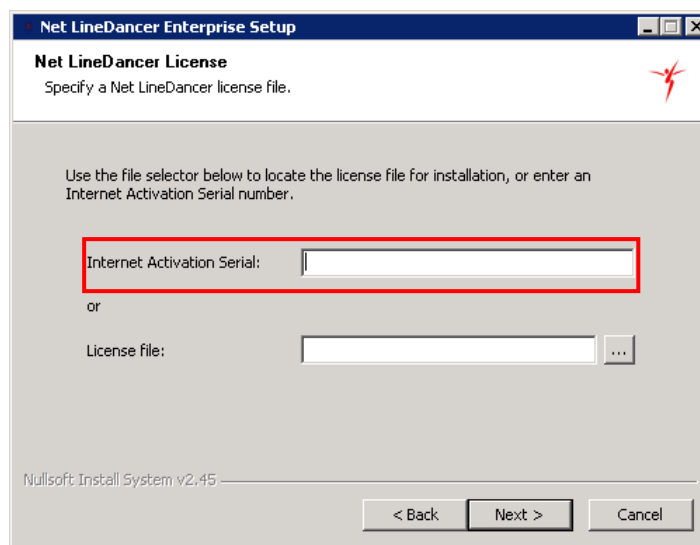 Net LineDancer Enterprise Setup
Net LineDancer License
Specify a Net LineDancer license file.
Use the file selector below to locate the license file for installation, or enter an
Internet Activation Serial number.
Internet Activation Serial:
or
License file:
...
Nullsoft Install System v2.45
< Back Next > Cancel